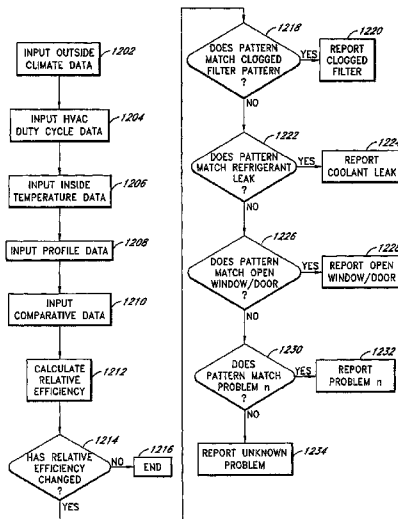 INPUT OUTSIDE
CLIMATE DATA
1202
INPUT HVAC
DUTY CYCLE DATA
1204
INPUT INSIDE
TEMPERATURE DATA
1206
INPUT PROFILE DATA
1208
INPUT
COMPARATIVE DATA
1210
CALCULATE
RELATIVE
EFFICIENCY
1212
HAS RELATIVE
EFFICIENCY
CHANGED
?
1214
NO
END
1216
YES
DOES PATTERN
MATCH CLOGGED
FILTER PATTERN
?
1218
YES
REPORT
CLOGGED
FILTER
1220
NO
DOES PATTERN
MATCH REFRIGERANT
LEAK
?
1222
YES
REPORT
COOLANT LEAK
1224
NO
DOES PATTERN
MATCH OPEN
WINDOW/DOOR
?
1226
YES
REPORT OPEN
WINDOW/DOOR
1228
NO
DOES
PATTERN MATCH
PROBLEM n
?
1230
YES
REPORT
PROBLEM n
1232
NO
REPORT UNKNOWN
PROBLEM
1234